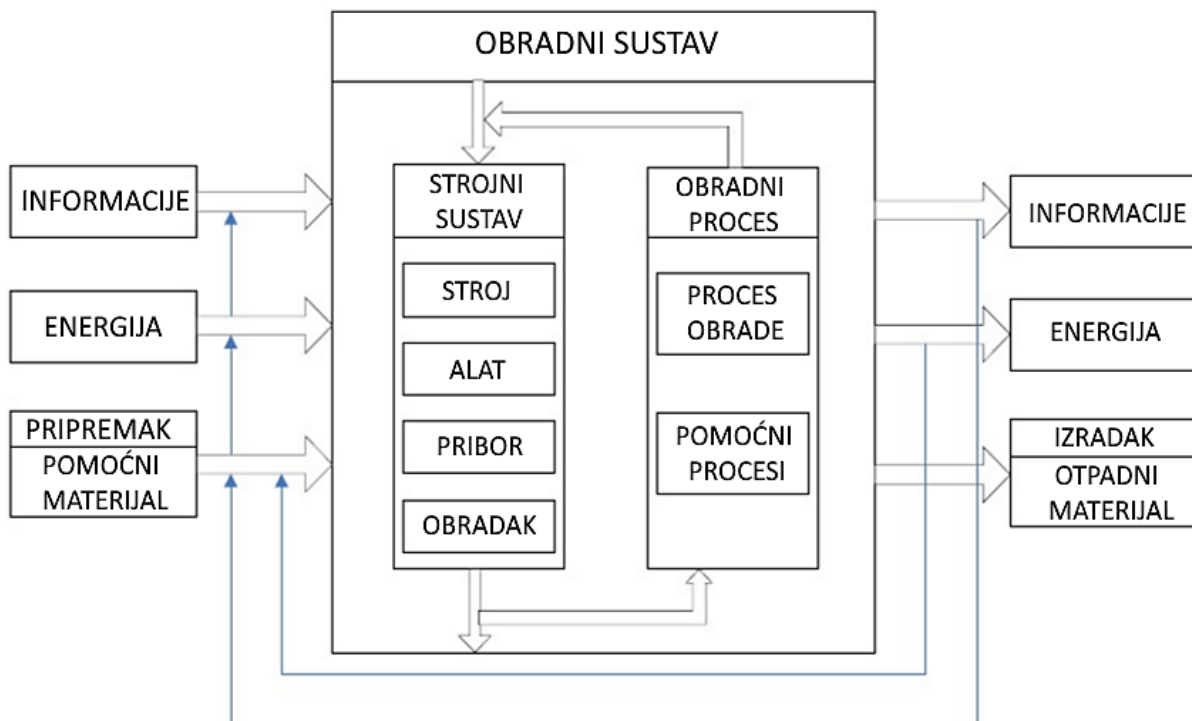 OBRADNI SUSTAV
INFORMACIJE
ENERGIJA
PRIPREMAK
POMOĆNI
MATERIJAL
STROJNI
SUSTAV
STROJ
ALAT
PRIBOR
OBRADAK
OBRADNI
PROCES
PROCES
OBRADE
POMOĆNI
PROCESI
INFORMACIJE
ENERGIJA
IZRADAK
OTPADNI
MATERIJAL